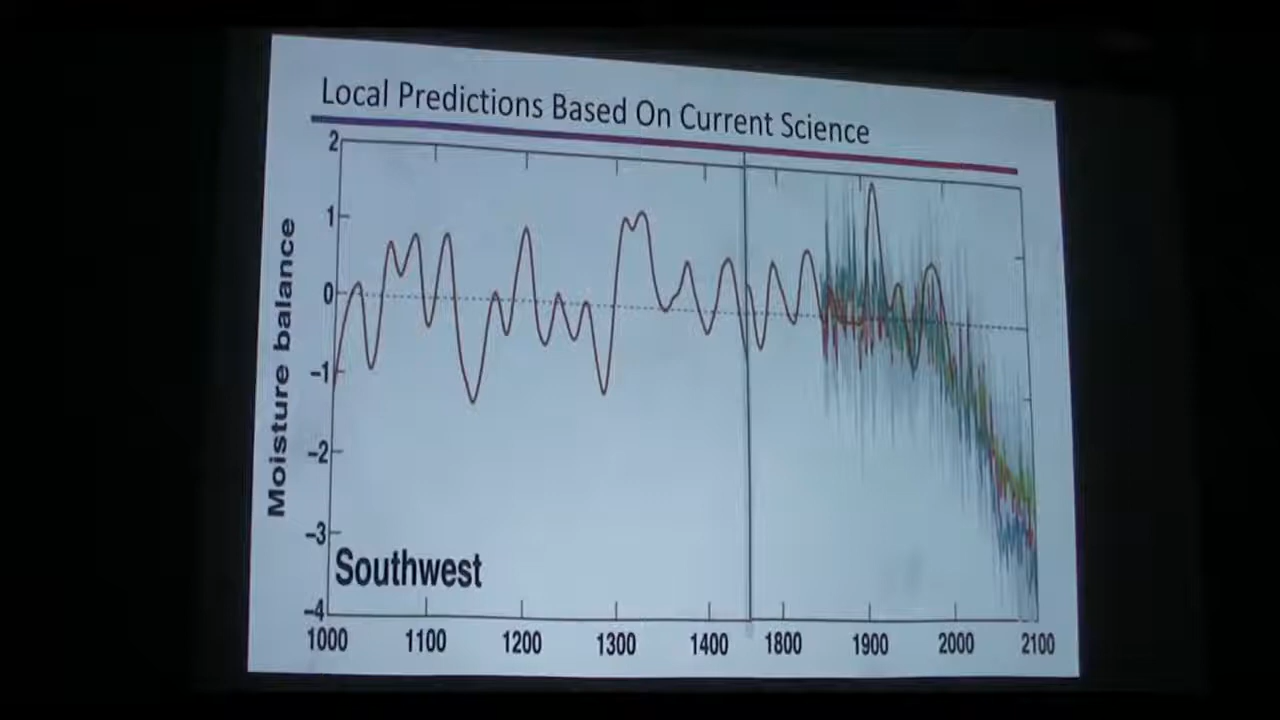 Local Predictions Based On Current Science
2
1
0
-1
-2
-3
-4
Moisture balance
Southwest
1000 1100 1200 1300 1400 1800 1900 2000 2100